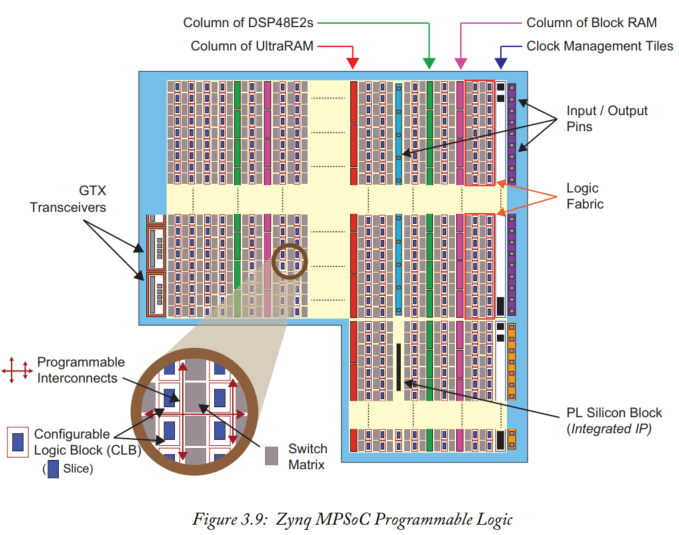 Column of DSP48E2s
Column of UltraRAM
Column of Block RAM
Clock Management Tiles
Input / Output
Pins
GTX
Transceivers
Logic
Fabric
Programmable
Interconnects
Configurable
Logic Block (CLB)
( Slice)
Switch
Matrix
PL Silicon Block
(Integrated IP)
Figure 3.9: Zynq MPSoC Programmable Logic